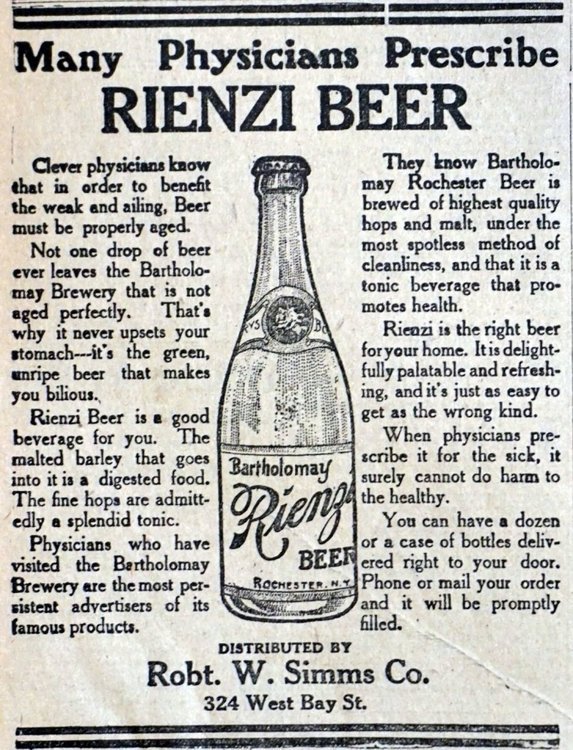 Many Physicians Prescribe
RIENZI BEER
Clever physicians know
that in order to benefit
the weak and ailing, Beer
must be properly aged.
Not one drop of beer
ever leaves the Bartholo-
may Brewery that is not
aged perfectly. That's
why it never upsets your
stomach---it's the green,
unripe beer that makes
you bilious.
Rienzi Beer is a good
beverage for you. The
malted barley that goes
into it is a digested food.
The fine hops are admitt-
edly a splendid tonic.
Physicians who have
visited the Bartholomay
Brewery are the most per-
sistent advertisers of its
famous products.
Bartholomay
Rienzi
BEER
ROCHESTER, N.Y.
They know Bartholo-
may Rochester Beer is
brewed of highest quality
hops and malt, under the
most spotless method of
cleanliness, and that it is a
tonic beverage that pro-
motes health.
Rienzi is the right beer
for your home. It is delight-
fully palatable and refresh-
ing, and it's just as easy to
get as the wrong kind.
When physicians pre-
scribe it for the sick, it
surely cannot do harm to
the healthy.
You can have a dozen
or a case of bottles deliv-
ered right to your door.
Phone or mail your order
and it will be promptly
filled.
DISTRIBUTED BY
Robt. W. Simms Co.
324 West Bay St.